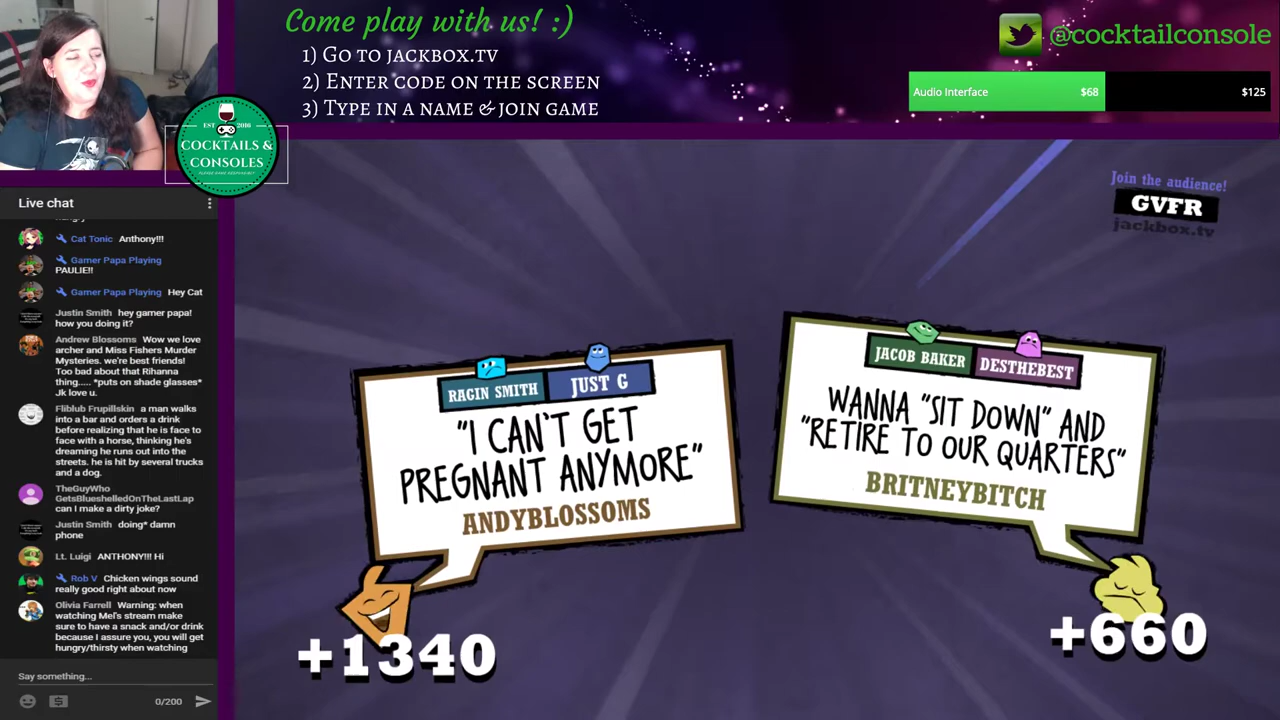 Come play with us! :)
1) Go to jackbox.tv
2) Enter code on the screen
3) Type in a name & join game
@cocktailconsole
Audio Interface $68 $125
EST 2016
COCKTAILS &
CONSOLES
Live chat
Cat Tonic Anthony!!!
Gamer Papa Playing
PAULIE!!
Gamer Papa Playing Hey Cat
Justin Smith hey gamer papa!
how you doing it?
Andrew Blossoms Wow we love
archer and Miss Fishers Murder
Mysteries. we're best friends!
Too bad about that Rihanna
thing..... *puts on shade glasses*
Jk love u.
Fliblub Frupillskin a man walks
into a bar and orders a drink
before realizing that he is face to
face with a horse, thinking he's
dreaming he runs out into the
streets. he is hit by several trucks
and a dog.
TheGuyWho
GetsBlueshelledOnTheLastLap
can I make a dirty joke?
Justin Smith doing* damn
phone
Lt. Luigi ANTHONY!!! Hi
Rob V Chicken wings sound
really good right about now
Olivia Farrell Warning: when
watching Mel's stream make
sure to have a snack and/or drink
because I assure you, you will get
hungry/thirsty when watching
Say something...
0/200
Join the audience!
GVFR
jackbox.tv
RAGIN SMITH JUST G
"I CAN'T GET
PREGNANT ANYMORE"
ANDYBLOSSOMS
+1340
JACOB BAKER DESTHEBEST
WANNA "SIT DOWN" AND
"RETIRE TO OUR QUARTERS"
BRITNEYBITCH
+660